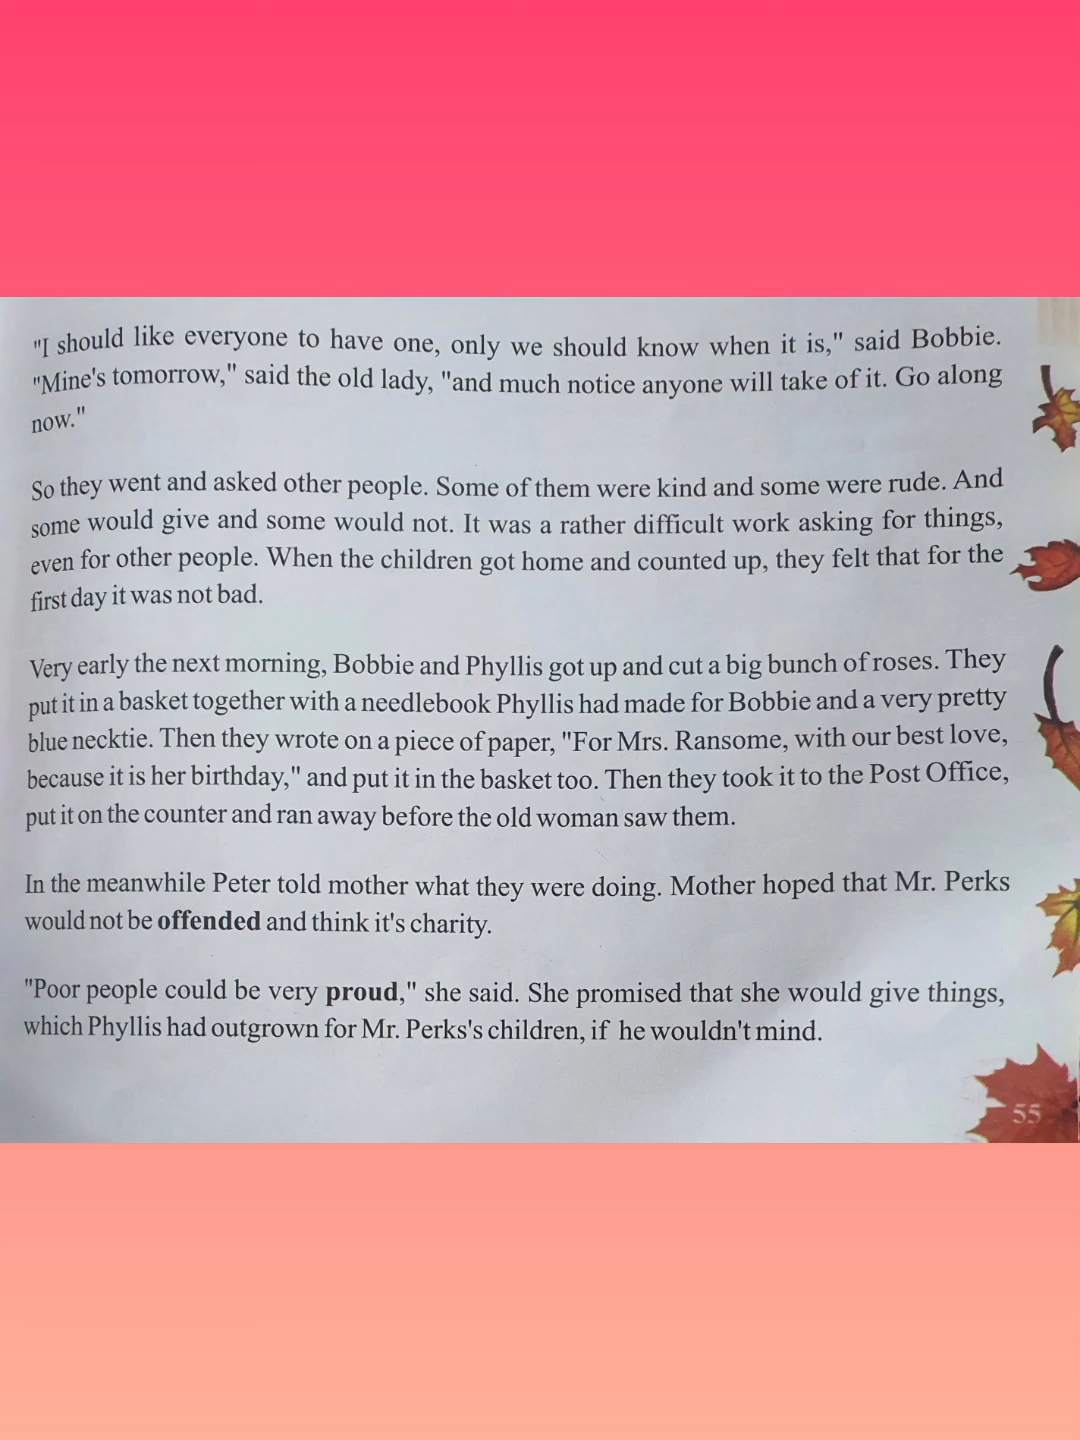 "I should like everyone to have one, only we should know when it is," said Bobbie.
"Mine's tomorrow," said the old lady, "and much notice anyone will take of it. Go along
now."
So they went and asked other people. Some of them were kind and some were rude. And
some would give and some would not. It was a rather difficult work asking for things,
even for other people. When the children got home and counted up, they felt that for the
first day it was not bad.
Very early the next morning, Bobbie and Phyllis got up and cut a big bunch of roses. They
put it in a basket together with a needlebook Phyllis had made for Bobbie and a very pretty
blue necktie. Then they wrote on a piece of paper, "For Mrs. Ransome, with our best love,
because it is her birthday," and put it in the basket too. Then they took it to the Post Office,
put it on the counter and ran away before the old woman saw them.
In the meanwhile Peter told mother what they were doing. Mother hoped that Mr. Perks
would not be offended and think it's charity.
"Poor people could be very proud," she said. She promised that she would give things,
which Phyllis had outgrown for Mr. Perks's children, if he wouldn't mind.
55